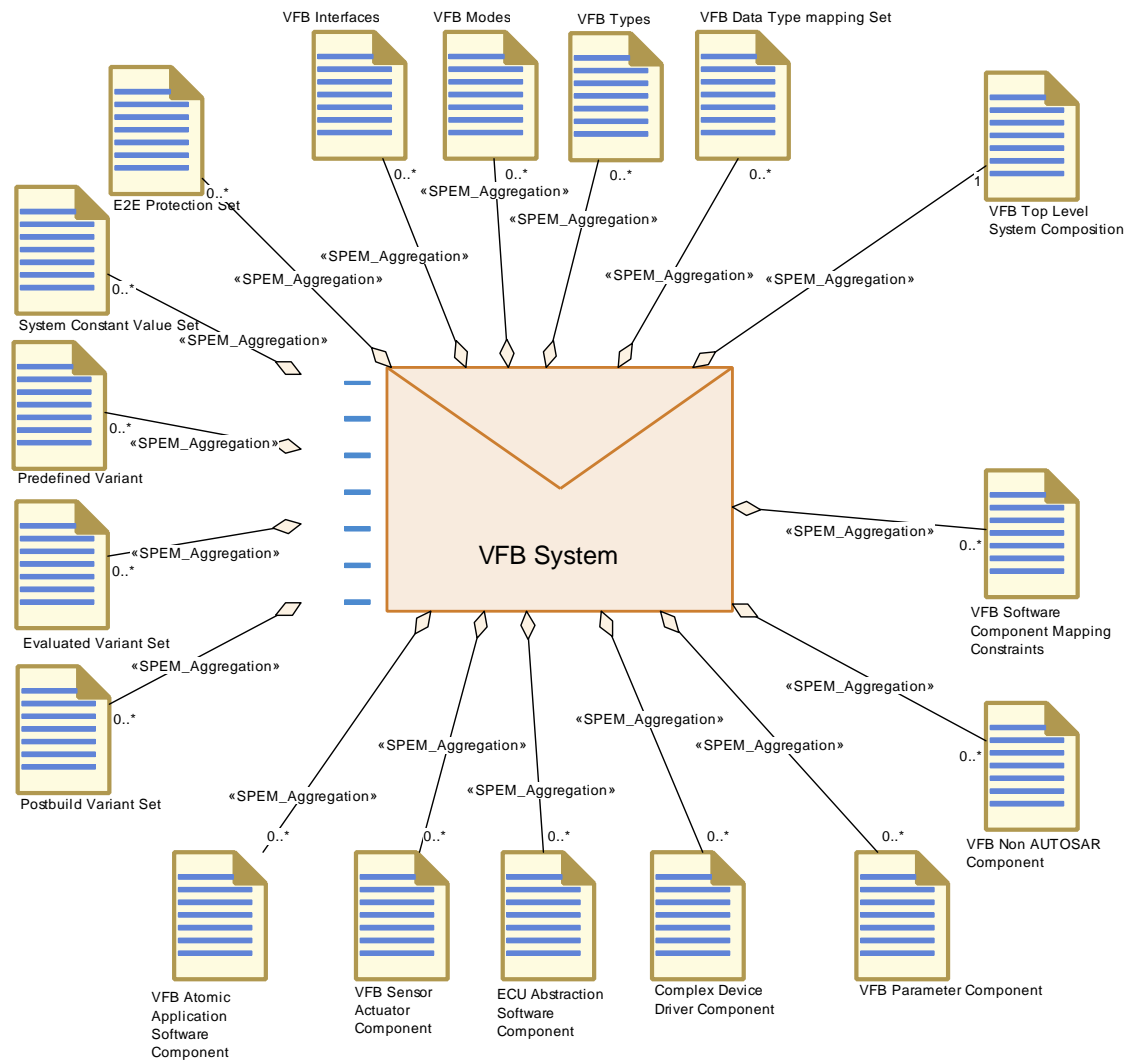 VFB Interfaces
VFB Modes
VFB Types
VFB Data Type mapping Set
0..*
0..*
0..*
0..*
1
«SPEM_Aggregation»
0..*
E2E Protection Set
VFB Top Level
System Composition
«SPEM_Aggregation»
«SPEM_Aggregation»
«SPEM_Aggregation»
«SPEM_Aggregation»
«SPEM_Aggregation»
0..*
System Constant Value Set
«SPEM_Aggregation»
0..*
«SPEM_Aggregation»
Predefined Variant
«SPEM_Aggregation»
0..*
VFB System
«SPEM_Aggregation»
0..*
VFB Software
Component Mapping
Constraints
Evaluated Variant Set
«SPEM_Aggregation»
0..*
«SPEM_Aggregation»
0..*
Postbuild Variant Set
«SPEM_Aggregation»
«SPEM_Aggregation»
«SPEM_Aggregation»
«SPEM_Aggregation»
«SPEM_Aggregation»
0..*
0..*
0..*
0..*
0..*
VFB Non AUTOSAR
Component
VFB Atomic
Application
Software
Component
VFB Sensor
Actuator
Component
ECU Abstraction
Software
Component
Complex Device
Driver Component
VFB Parameter Component